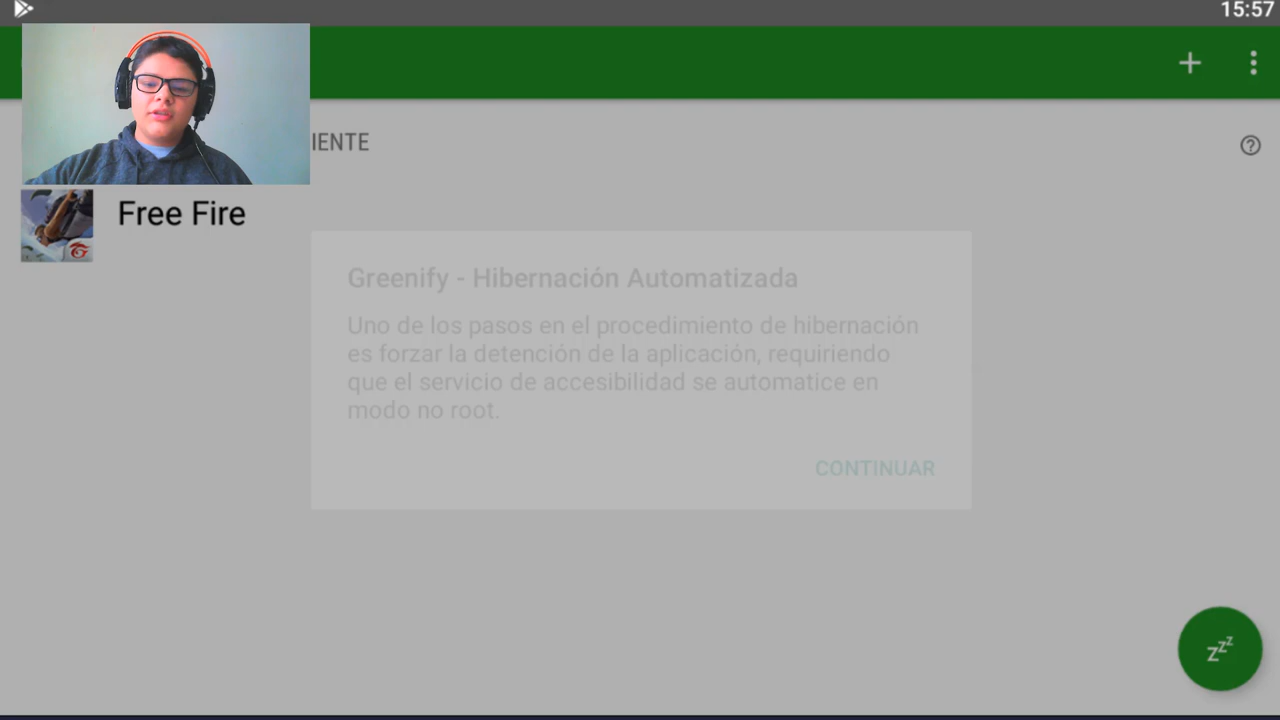 15:57
IENTE
Free Fire
Greenify - Hibernación Automatizada
Uno de los pasos en el procedimiento de hibernación
es forzar la detención de la aplicación, requiriendo
que el servicio de accesibilidad se automatice en
modo no root.
CONTINUAR
zzz